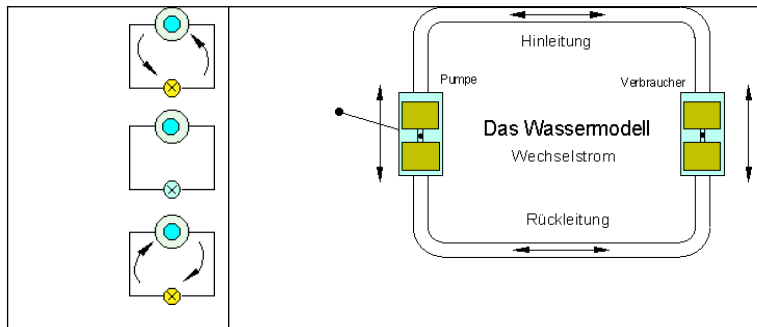 Hinleitung
Pumpe
Verbraucher
Das Wassermodell
Wechselstrom
Rückleitung